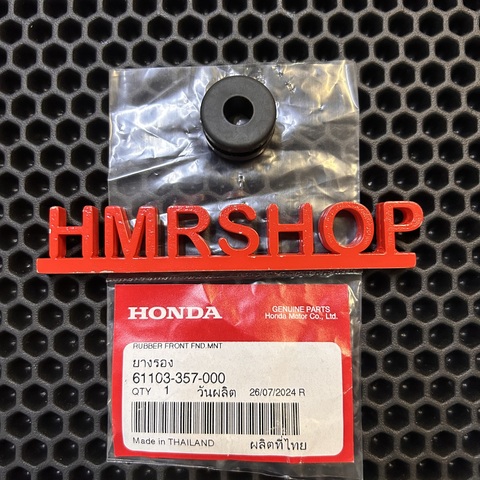 HMRSHOP
HONDA
GENUINE PARTS
Honda Motor Co., Ltd.
RUBBER FRONT FND.MNT
ยางรอง
61103-357-000
QTY 1 วันผลิต 26/07/2024 R
Made in THAILAND ผลิตที่ไทย